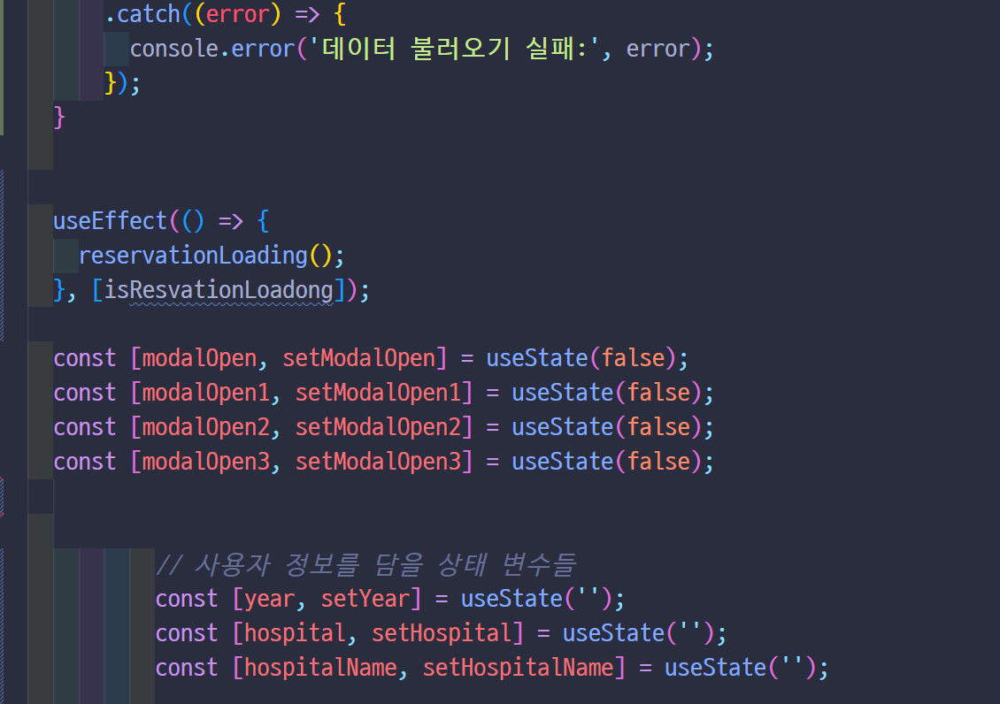 .catch((error) => {
console.error('데이터 불러오기 실패:', error);
});
}
useEffect(() => {
reservationLoading();
}, [isResvationLoadong]);
const [modalOpen, setModalOpen] = useState(false);
const [modalOpen1, setModalOpen1] = useState(false);
const [modalOpen2, setModalOpen2] = useState(false);
const [modalOpen3, setModalOpen3] = useState(false);
// 사용자 정보를 담을 상태 변수들
const [year, setYear] = useState('');
const [hospital, setHospital] = useState('');
const [hospitalName, setHospitalName] = useState('');